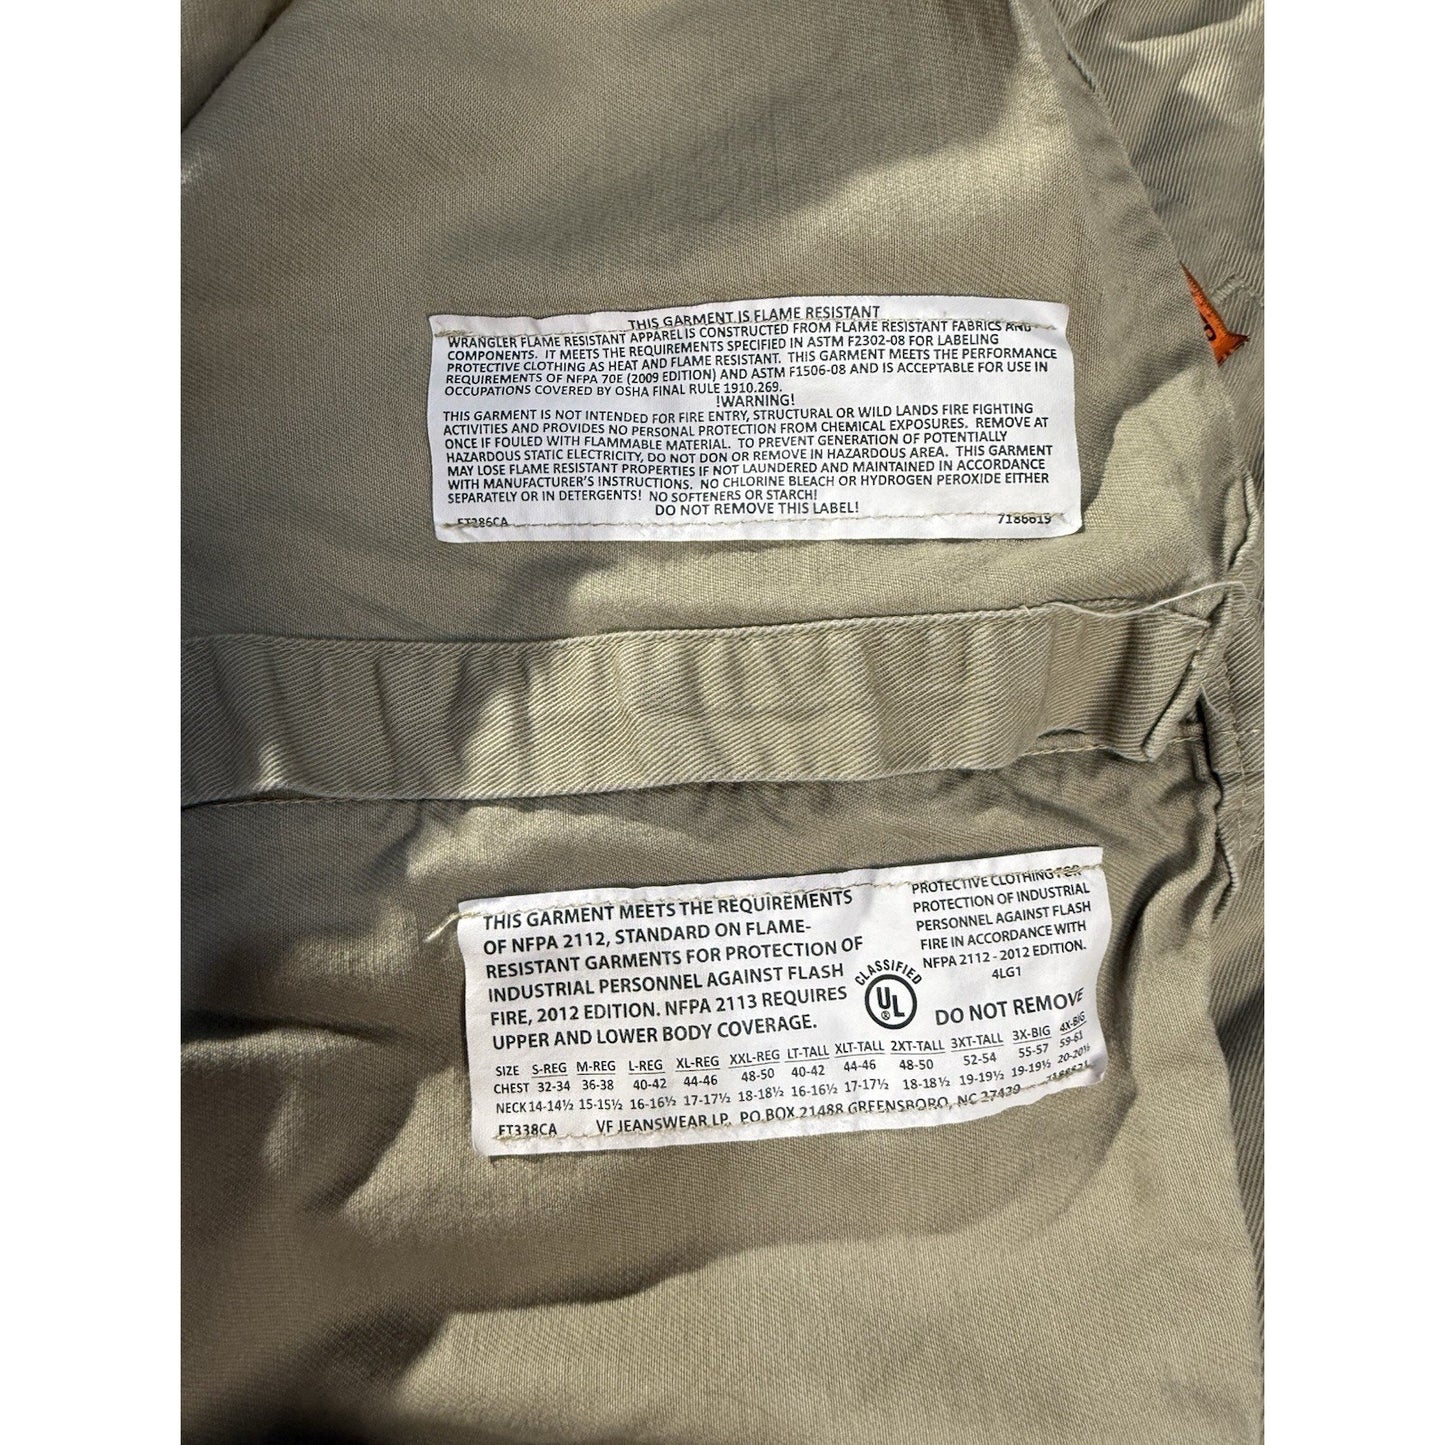 THIS GARMENT IS FLAME RESISTANT
WRANGLER FLAME RESISTANT APPAREL IS CONSTRUCTED FROM FLAME RESISTANT FABRICS AND
COMPONENTS. IT MEETS THE REQUIREMENTS SPECIFIED IN ASTM F2302-08 FOR LABELING
PROTECTIVE CLOTHING AS HEAT AND FLAME RESISTANT. THIS GARMENT MEETS THE PERFORMANCE
REQUIREMENTS OF NFPA 70E (2009 EDITION) AND ASTM F1506-08 AND IS ACCEPTABLE FOR USE IN
OCCUPATIONS COVERED BY OSHA FINAL RULE 1910.269.
!WARNING!
THIS GARMENT IS NOT INTENDED FOR FIRE ENTRY, STRUCTURAL OR WILD LANDS FIRE FIGHTING
ACTIVITIES AND PROVIDES NO PERSONAL PROTECTION FROM CHEMICAL EXPOSURES. REMOVE AT
ONCE IF FOULED WITH FLAMMABLE MATERIAL. TO PREVENT GENERATION OF POTENTIALLY
HAZARDOUS STATIC ELECTRICITY, DO NOT DON OR REMOVE IN HAZARDOUS AREA. THIS GARMENT
MAY LOSE FLAME RESISTANT PROPERTIES IF NOT LAUNDERED AND MAINTAINED IN ACCORDANCE
WITH MANUFACTURER'S INSTRUCTIONS. NO CHLORINE BLEACH OR HYDROGEN PEROXIDE EITHER
SEPARATELY OR IN DETERGENTS! NO SOFTENERS OR STARCH!
DO NOT REMOVE THIS LABEL!
FT286CA 7186619
THIS GARMENT MEETS THE REQUIREMENTS
OF NFPA 2112, STANDARD ON FLAME-
RESISTANT GARMENTS FOR PROTECTION OF
INDUSTRIAL PERSONNEL AGAINST FLASH
FIRE, 2012 EDITION. NFPA 2113 REQUIRES
UPPER AND LOWER BODY COVERAGE.
CLASSIFIED
UL®
PROTECTIVE CLOTHING FOR
PROTECTION OF INDUSTRIAL
PERSONNEL AGAINST FLASH
FIRE IN ACCORDANCE WITH
NFPA 2112 - 2012 EDITION.
4LG1
DO NOT REMOVE
SIZE S-REG M-REG L-REG XL-REG XXL-REG LT-TALL XLT-TALL 2XT-TALL 3XT-TALL 3X-BIG 4X-BIG
CHEST 32-34 36-38 40-42 44-46 48-50 40-42 44-46 48-50 52-54 55-57 59-61
NECK 14-14½ 15-15½ 16-16½ 17-17½ 18-18½ 16-16½ 17-17½ 18-18½ 19-19½ 19-19½ 20-20½
FT338CA VF JEANSWEAR LP, PO.BOX 21488 GREENSBORO, NC 27420